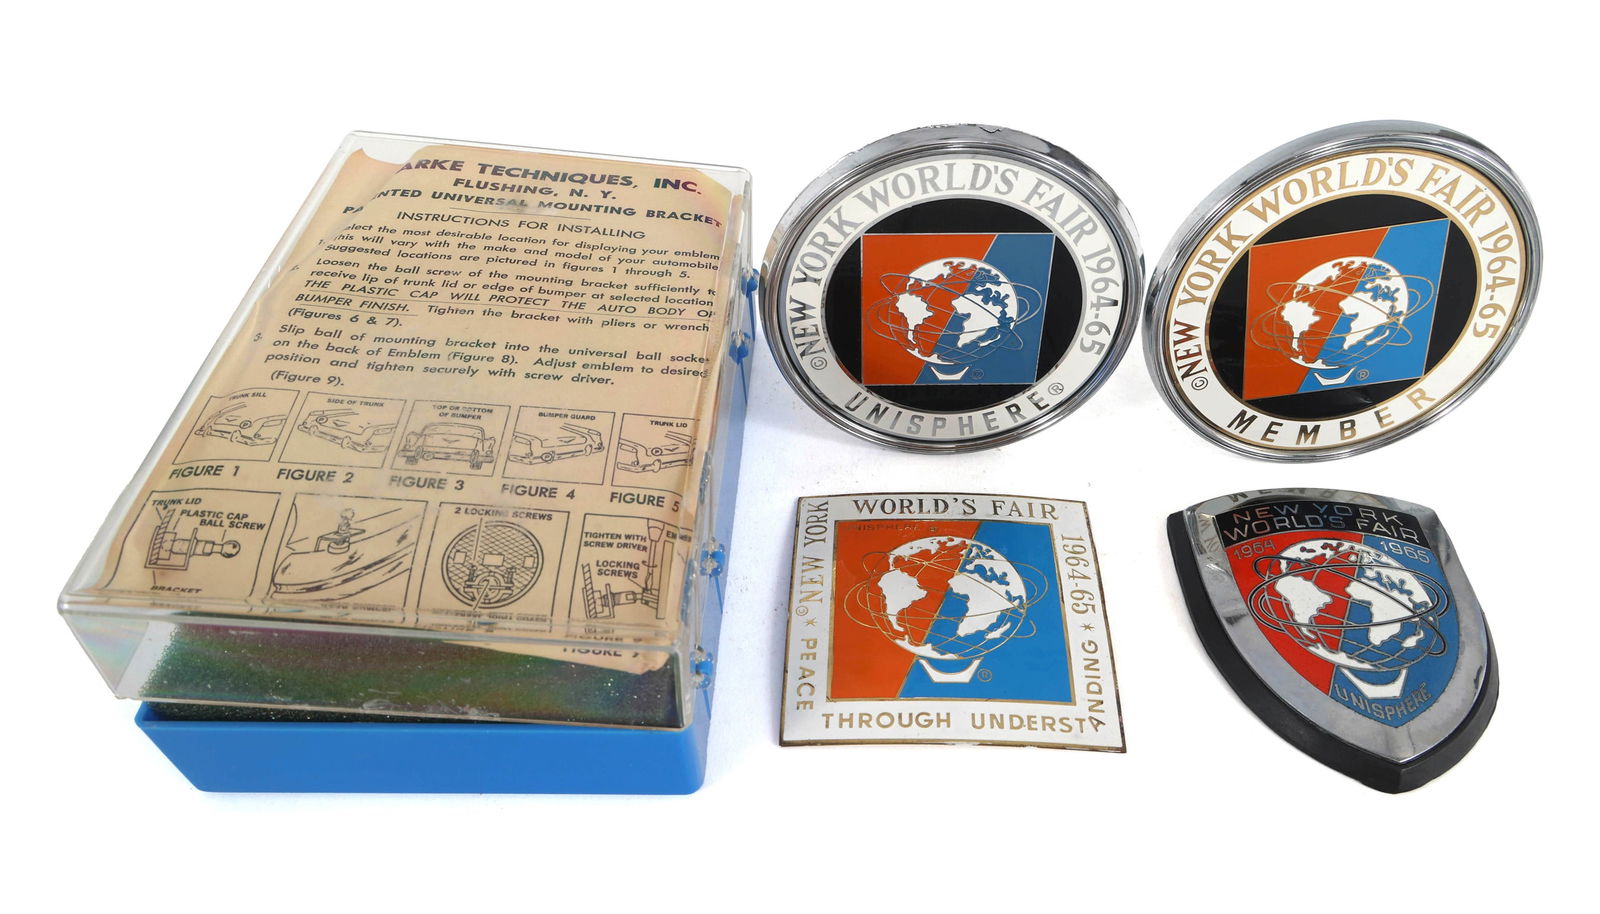 ARKE TECHNIQUES, INC.
FLUSHING, N. Y.
NTED UNIVERSAL MOUNTING BRACKET
INSTRUCTIONS FOR INSTALLING
elect the most desirable location for displaying your emblem
This will vary with the make and model of your automobile
Suggested locations are pictured in figures 1 through 5.
2. Loosen the ball screw of the mounting bracket sufficiently to
receive lip of trunk lid or edge of bumper at selected location
THE PLASTIC CAP WILL PROTECT THE AUTO BODY OR
BUMPER FINISH. Tighten the bracket with pliers or wrench
(Figures 6 & 7).
3. Slip ball of mounting bracket into the universal ball socke
on the back of Emblem (Figure 8). Adjust emblem to desired
position and tighten securely with screw driver.
(Figure 9).
TRUNK SILL
SIDE OF TRUNK
TOP OR BOTTOM
OF BUMPER
BUMPER GUARD
TRUNK LID
FIGURE 1
FIGURE 2
FIGURE 3
FIGURE 4
FIGURE 5
TRUNK LID
PLASTIC CAP
BALL SCREW
BRACKET
2 LOCKING SCREWS
TIGHTEN WITH
SCREW DRIVER
LOCKING
SCREWS
FIGURE 7
© NEW YORK WORLD'S FAIR 1964-65
UNISPHERE ®
© NEW YORK WORLD'S FAIR 1964-65
MEMBER
®
© NEW YORK
WORLD'S FAIR
1964-65
UNISPHERE
®
* PEACE
THROUGH UNDERSTANDING *
NEW YORK
WORLD'S FAIR
1964 1965
UNISPHERE